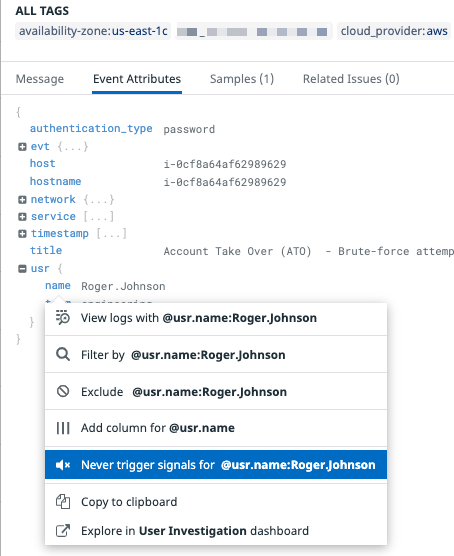 ALL TAGS
availability-zone:us-east-1c cloud_provider:aws
Message Event Attributes Samples (1) Related Issues (0)
{
authentication_type password
evt {...}
host i-0cf8a64af62989629
hostname i-0cf8a64af62989629
network {...}
service [...]
timestamp [...]
title Account Take Over (ATO) - Brute-force attemp
usr {
name Roger.Johnson
}
}
View logs with @usr.name:Roger.Johnson
Filter by @usr.name:Roger.Johnson
Exclude @usr.name:Roger.Johnson
Add column for @usr.name
Never trigger signals for @usr.name:Roger.Johnson
Copy to clipboard
Explore in User Investigation dashboard